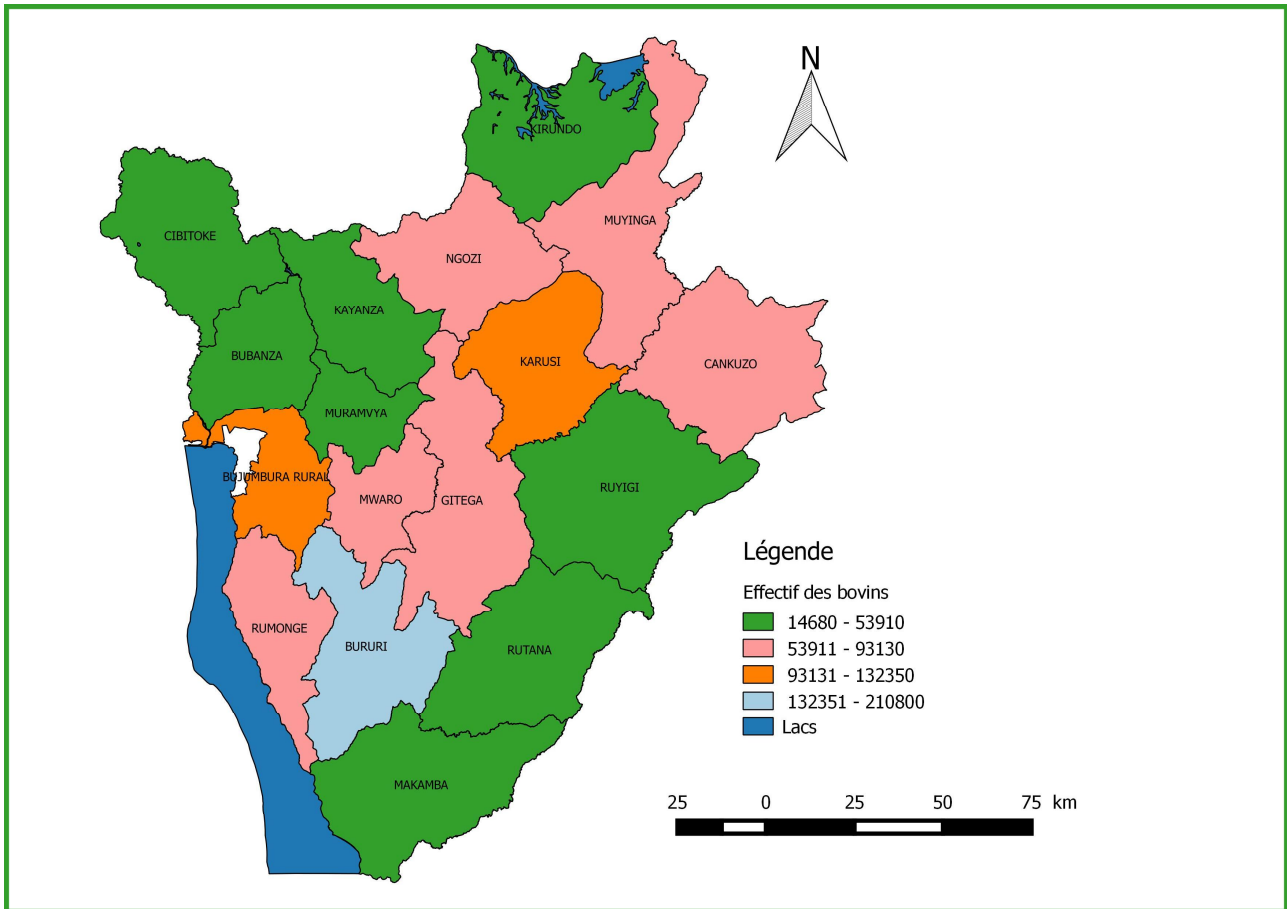 N
KIRUNDO
MUYINGA
CIBITOKE
NGOZI
KAYANZA
BUBANZA
KARUSI
CANKUZO
MURAMVYA
BUJUMBURA RURAL
MWARO
GITEGA
RUYIGI
RUMONGE
BURURI
RUTANA
MAKAMBA
Légende
Effectif des bovins
14680 - 53910
53911 - 93130
93131 - 132350
132351 - 210800
Lacs
25 0 25 50 75 km